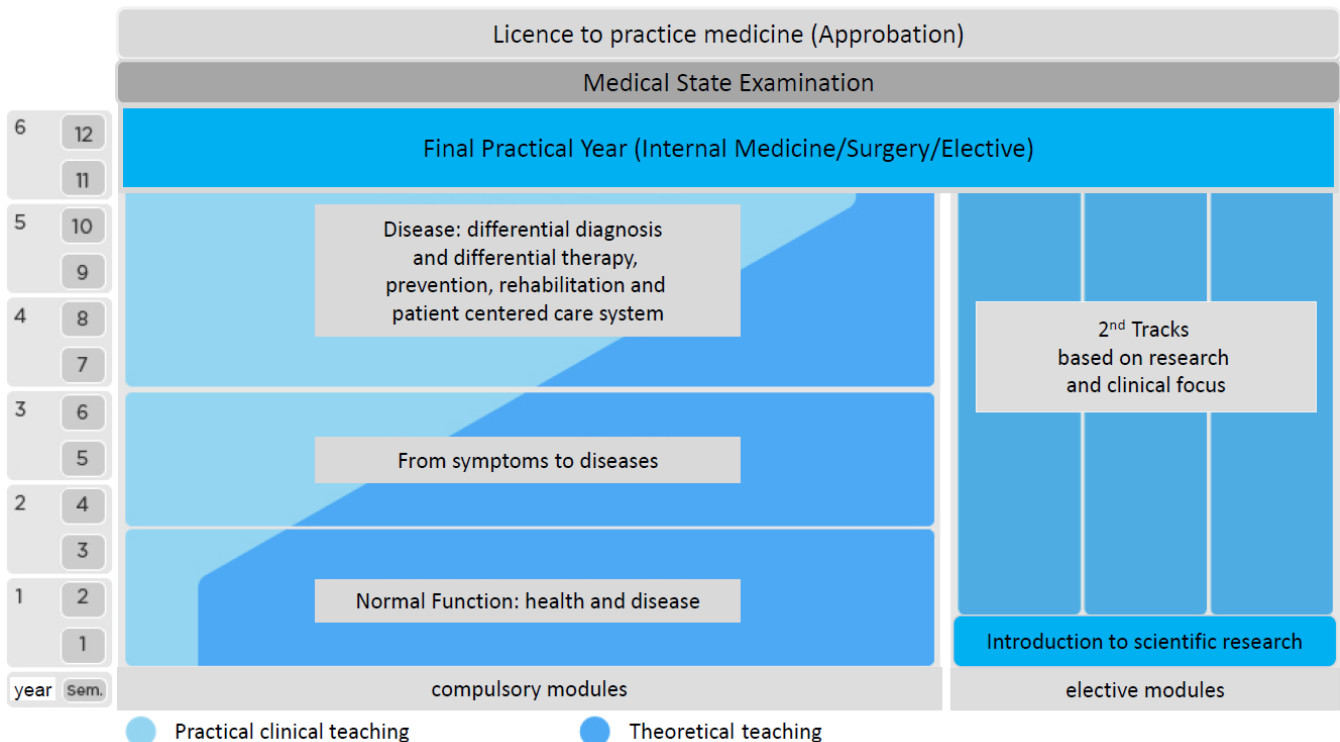 Licence to practice medicine (Approbation)
Medical State Examination
6
12
11
Final Practical Year (Internal Medicine/Surgery/Elective)
5
10
9
4
8
7
Disease: differential diagnosis
and differential therapy,
prevention, rehabilitation and
patient centered care system
2nd Tracks
based on research
and clinical focus
3
6
5
From symptoms to diseases
2
4
3
1
2
1
Normal Function: health and disease
Introduction to scientific research
year Sem.
compulsory modules
elective modules
Practical clinical teaching
Theoretical teaching